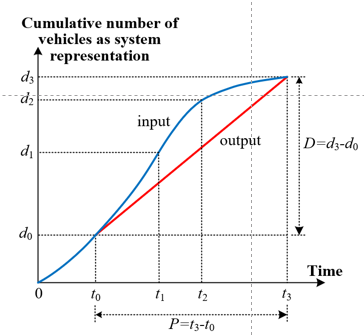 Cumulative number of
vehicles as system
representation
d3
d2
input
output
d1
D=d3-d0
d0
Time
0
t0
t1
t2
t3
P=t3-t0